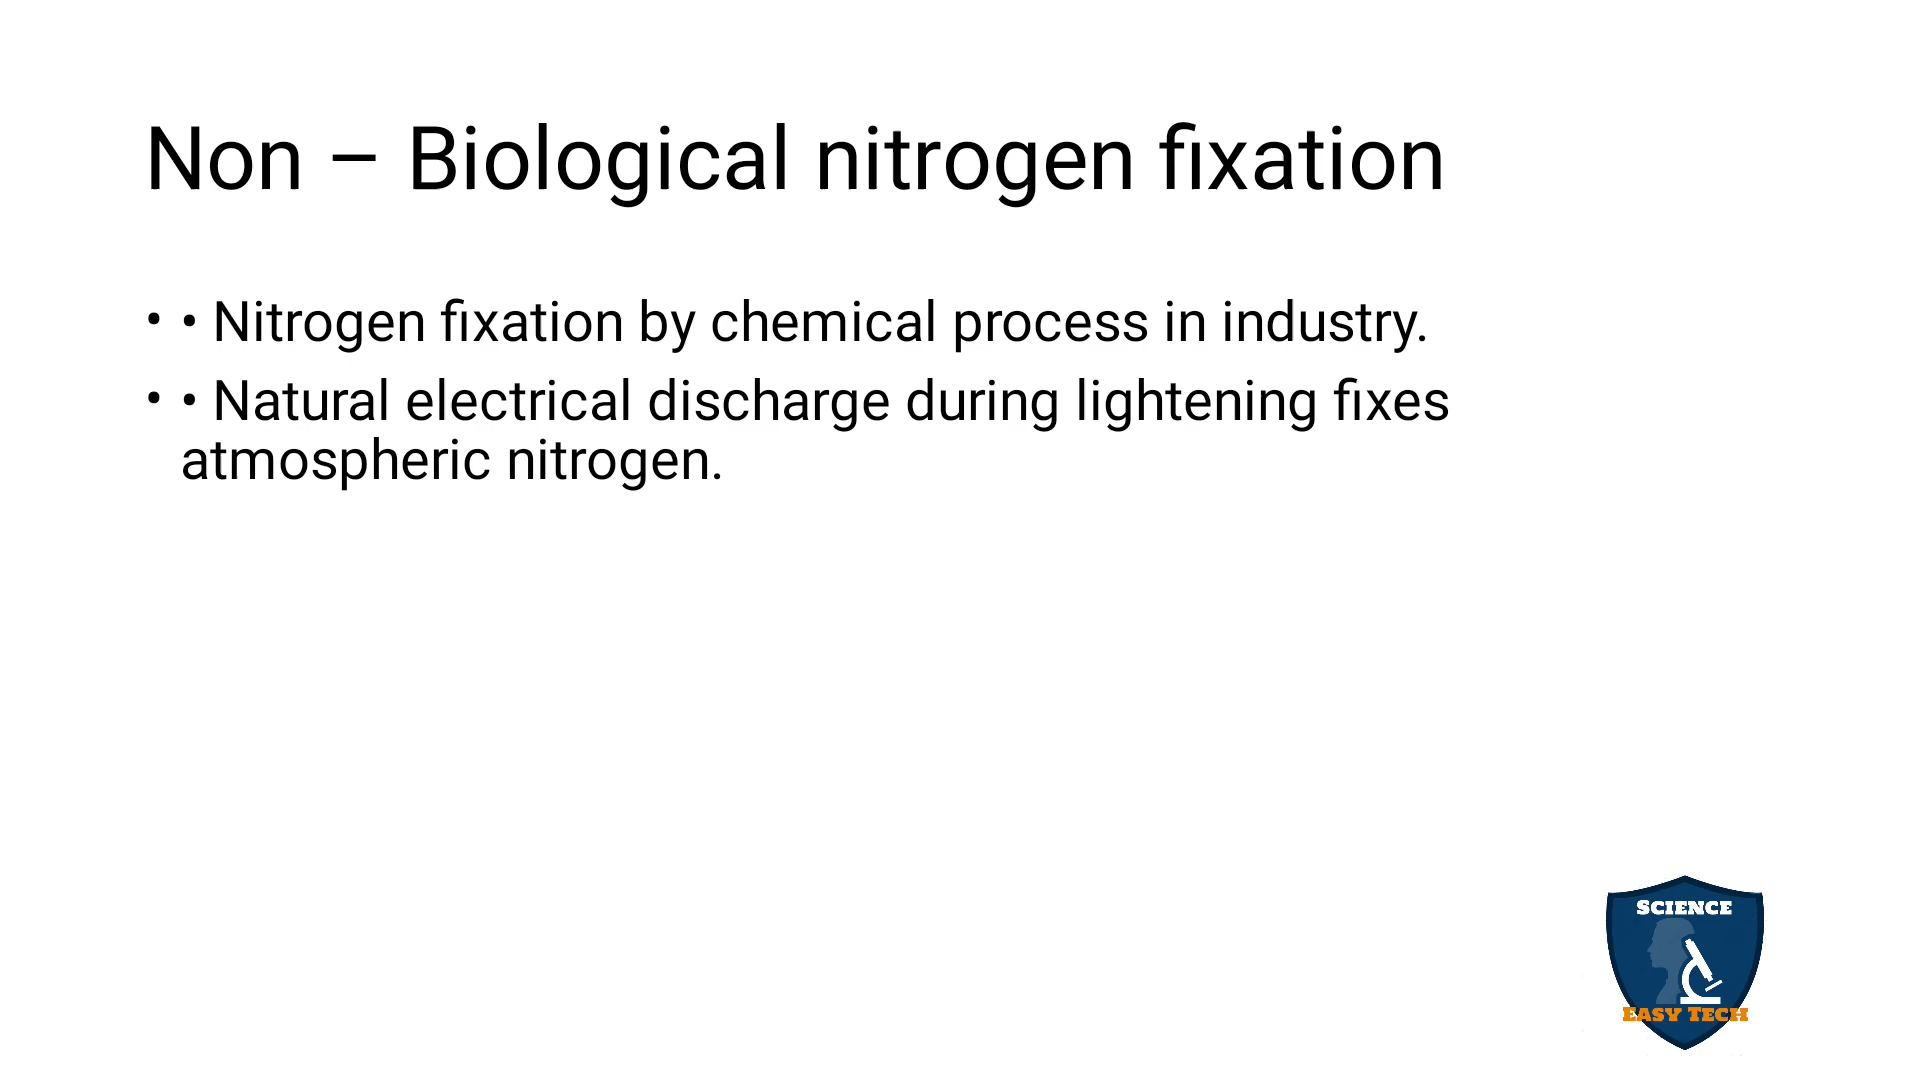 Non – Biological nitrogen fixation
• • Nitrogen fixation by chemical process in industry.
• • Natural electrical discharge during lightening fixes
atmospheric nitrogen.
SCIENCE
EASY TECH